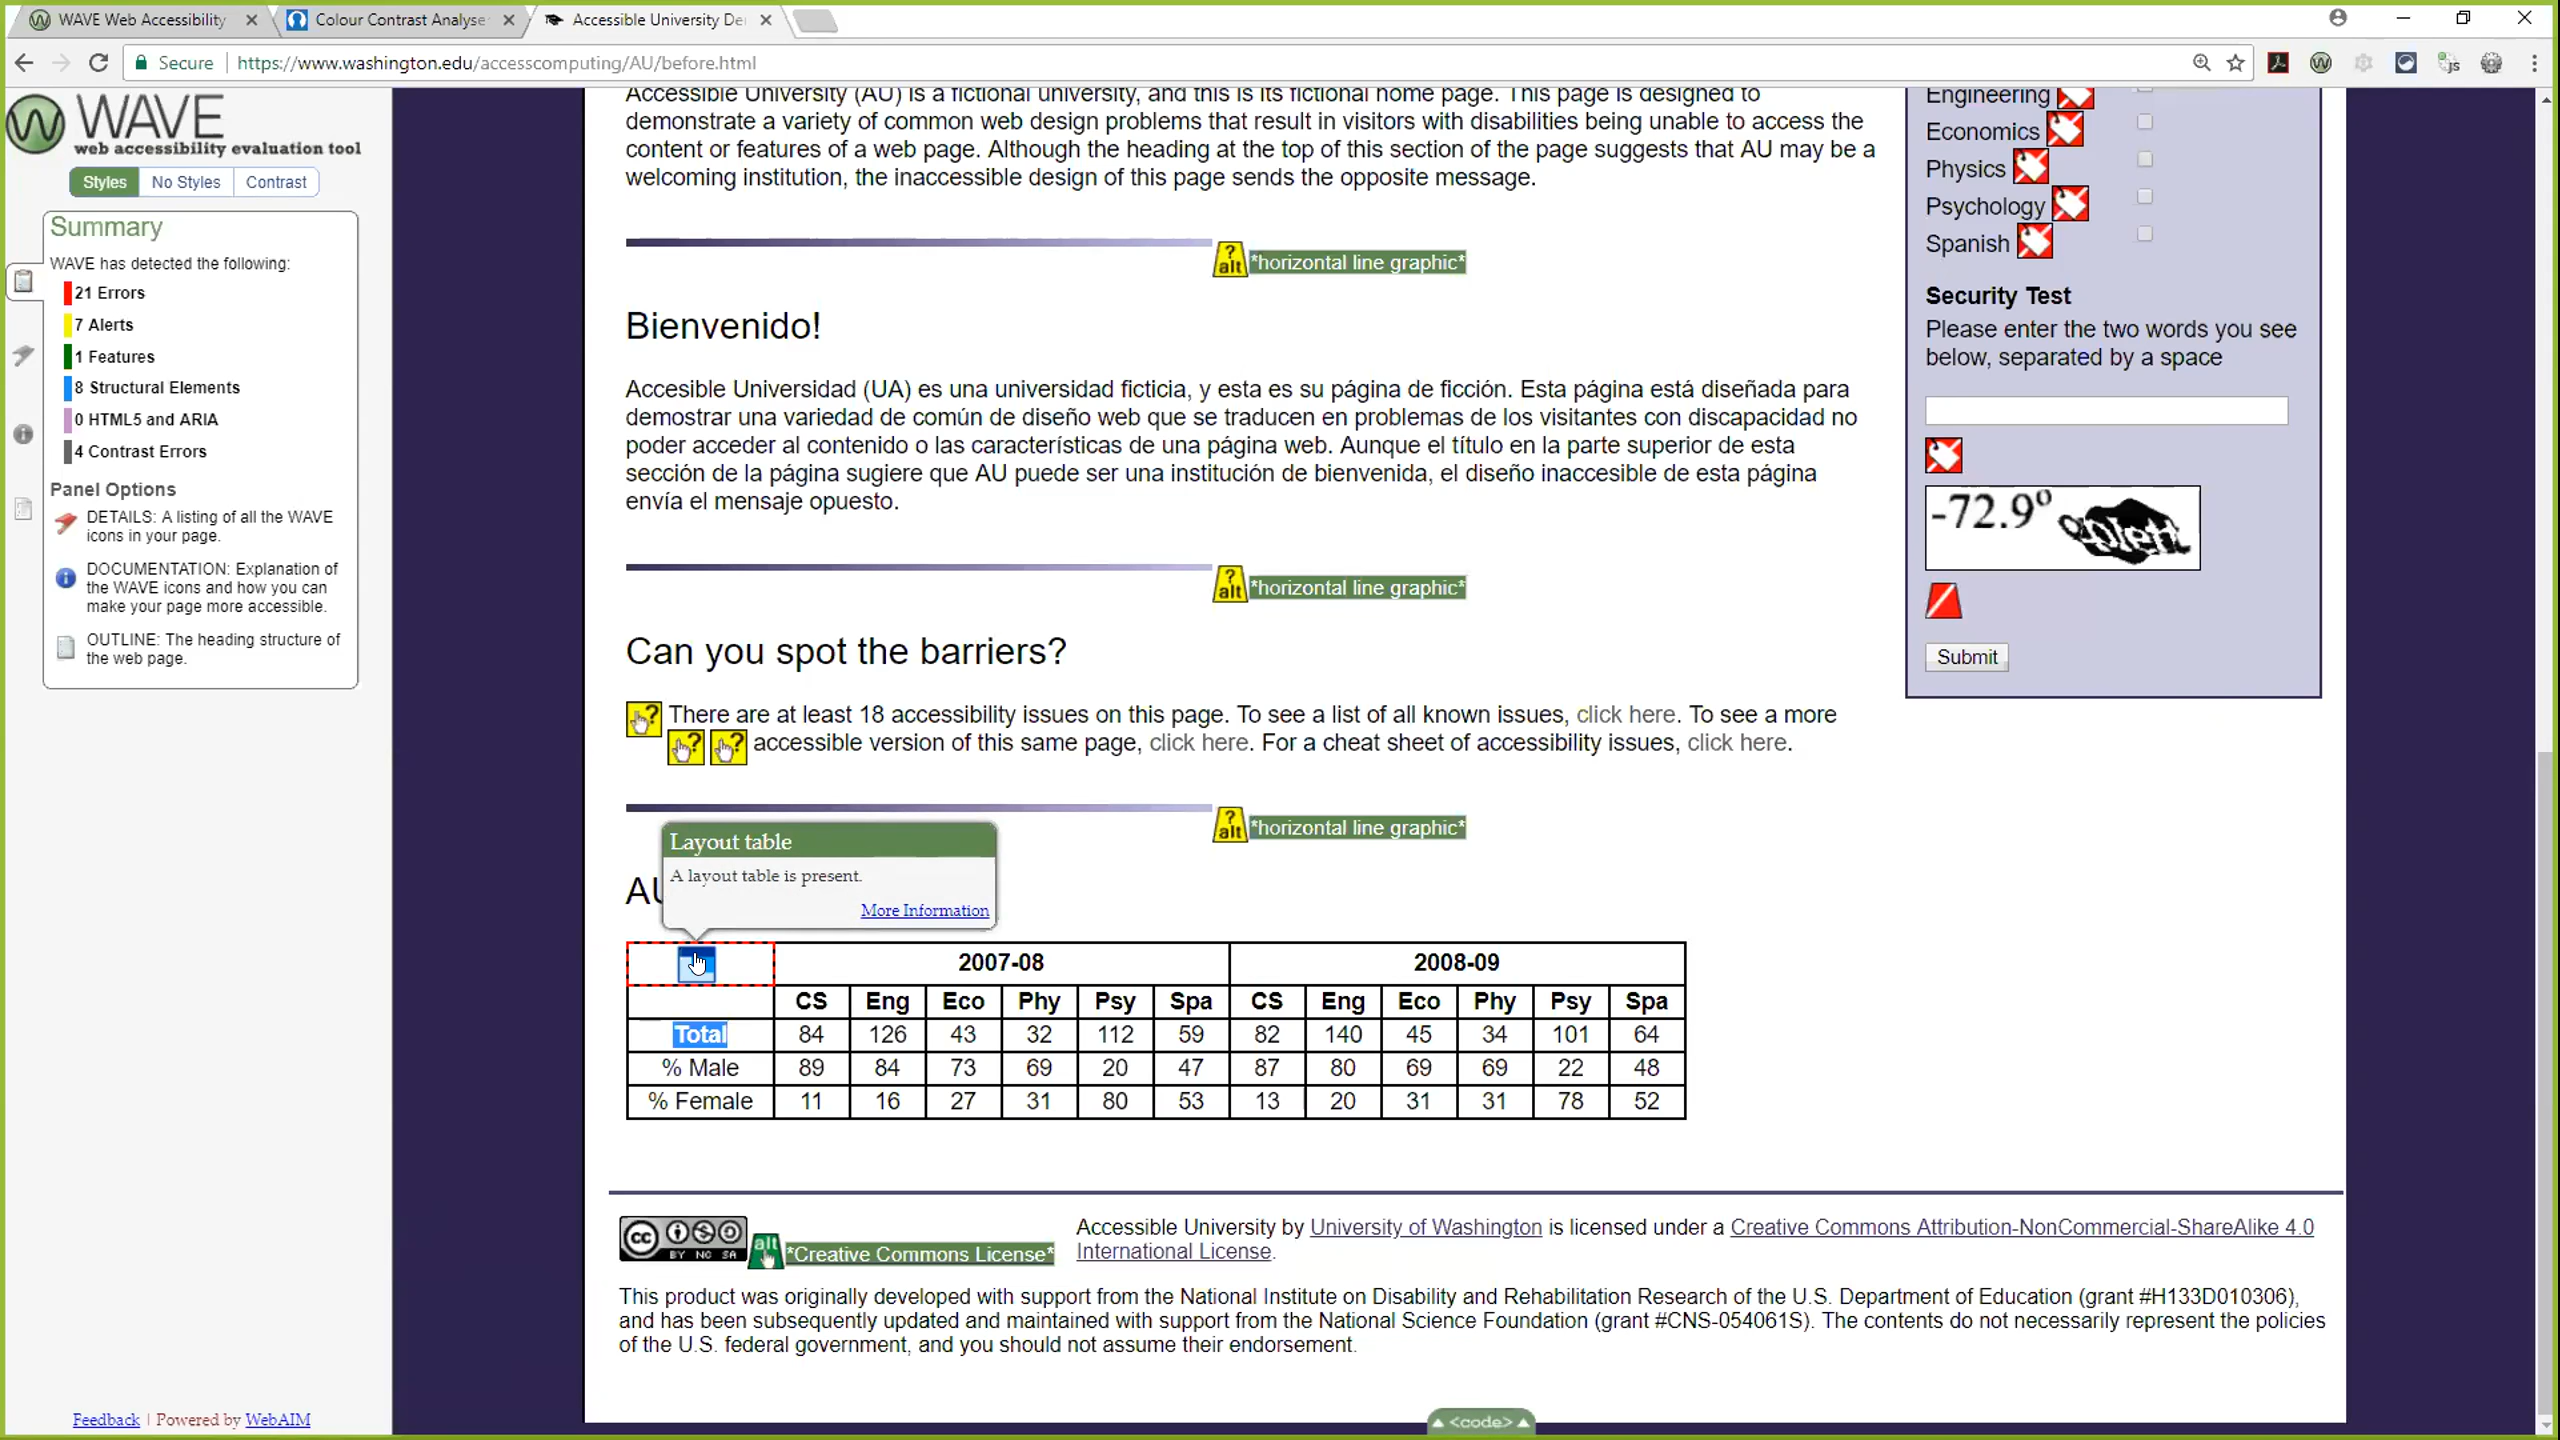 WAVE Web Accessibility
Colour Contrast Analyse
Accessible University De
Secure
https://www.washington.edu/accesscomputing/AU/before.html
WAVE
web accessibility evaluation tool
Styles
No Styles
Contrast
Summary
WAVE has detected the following:
21 Errors
7 Alerts
1 Features
8 Structural Elements
0 HTML5 and ARIA
4 Contrast Errors
Panel Options
DETAILS: A listing of all the WAVE
icons in your page.
DOCUMENTATION: Explanation of
the WAVE icons and how you can
make your page more accessible.
OUTLINE: The heading structure of
the web page.
Feedback | Powered by WebAIM
Accessible University (AU) is a fictional university, and this is its fictional home page. This page is designed to
demonstrate a variety of common web design problems that result in visitors with disabilities being unable to access the
content or features of a web page. Although the heading at the top of this section of the page suggests that AU may be a
welcoming institution, the inaccessible design of this page sends the opposite message.
? alt *horizontal line graphic*
Bienvenido!
Accesible Universidad (UA) es una universidad ficticia, y esta es su página de ficción. Esta página está diseñada para
demostrar una variedad de común de diseño web que se traducen en problemas de los visitantes con discapacidad no
poder acceder al contenido o las características de una página web. Aunque el título en la parte superior de esta
sección de la página sugiere que AU puede ser una institución de bienvenida, el diseño inaccesible de esta página
envía el mensaje opuesto.
? alt *horizontal line graphic*
Can you spot the barriers?
There are at least 18 accessibility issues on this page. To see a list of all known issues, click here. To see a more
accessible version of this same page, click here. For a cheat sheet of accessibility issues, click here.
? alt *horizontal line graphic*
Layout table
A layout table is present.
More Information
AU
2007-08 2008-09
CS Eng Eco Phy Psy Spa CS Eng Eco Phy Psy Spa
Total 84 126 43 32 112 59 82 140 45 34 101 64
% Male 89 84 73 69 20 47 87 80 69 69 22 48
% Female 11 16 27 31 80 53 13 20 31 31 78 52
Engineering
Economics
Physics
Psychology
Spanish
Security Test
Please enter the two words you see
below, separated by a space
-72.9º
Submit
cc BY NC SA
alt *Creative Commons License*
Accessible University by University of Washington is licensed under a Creative Commons Attribution-NonCommercial-ShareAlike 4.0
International License.
This product was originally developed with support from the National Institute on Disability and Rehabilitation Research of the U.S. Department of Education (grant #H133D010306),
and has been subsequently updated and maintained with support from the National Science Foundation (grant #CNS-054061S). The contents do not necessarily represent the policies
of the U.S. federal government, and you should not assume their endorsement.
<code>